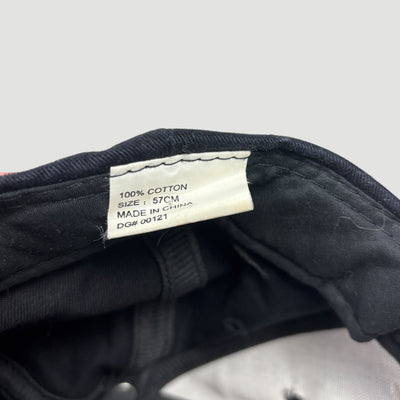 100% COTTON
SIZE : 57CM
MADE IN CHINA
DG# 00121